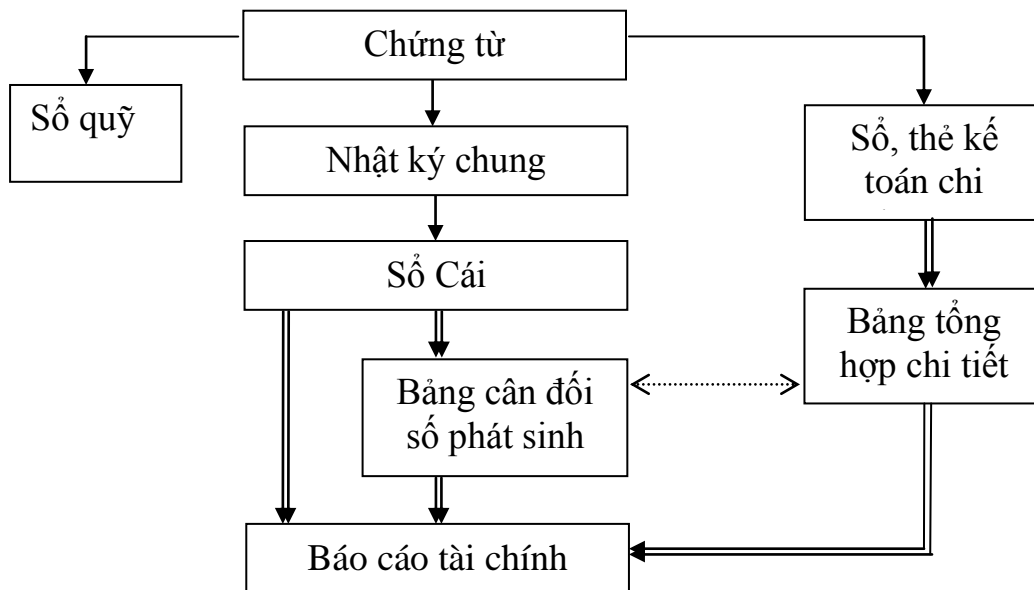 Chứng từ
Sổ quỹ
Nhật ký chung
Sổ, thẻ kế
toán chi
Sổ Cái
Bảng tổng
hợp chi tiết
Bảng cân đối
số phát sinh
Báo cáo tài chính